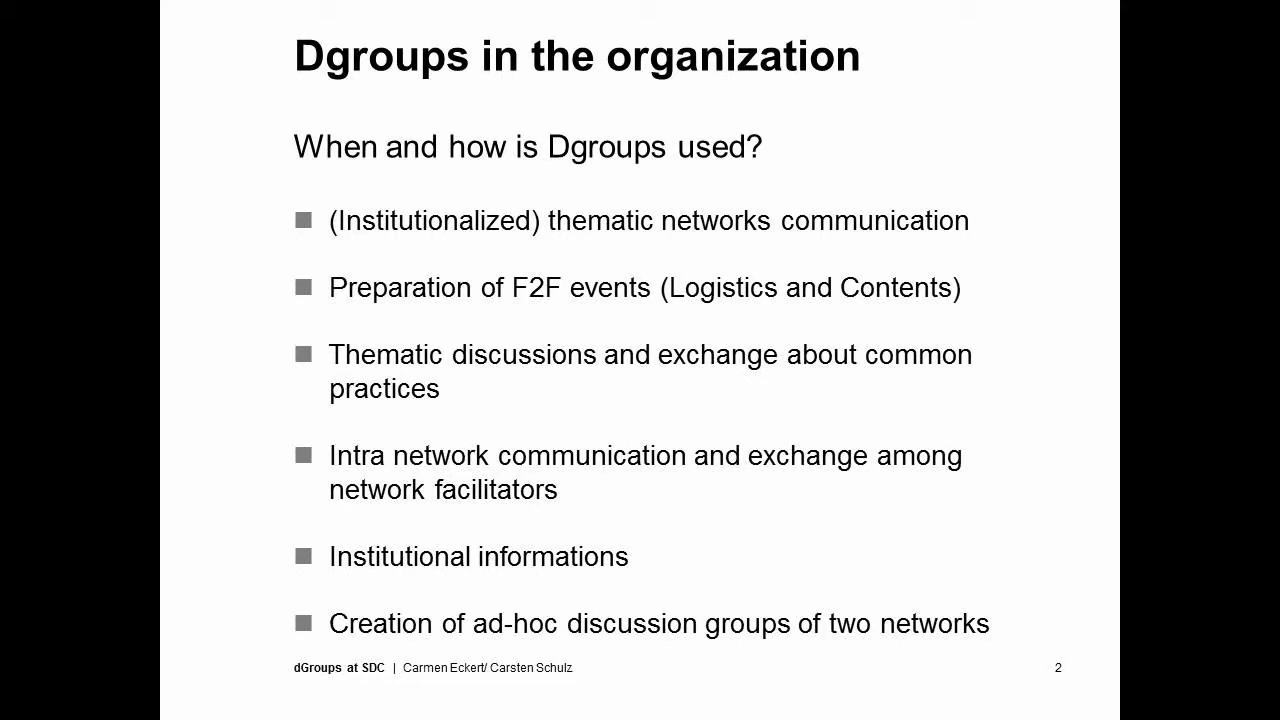 Dgroups in the organization
When and how is Dgroups used?
(Institutionalized) thematic networks communication
Preparation of F2F events (Logistics and Contents)
Thematic discussions and exchange about common
practices
Intra network communication and exchange among
network facilitators
Institutional informations
Creation of ad-hoc discussion groups of two networks
dGroups at SDC | Carmen Eckert/ Carsten Schulz 2